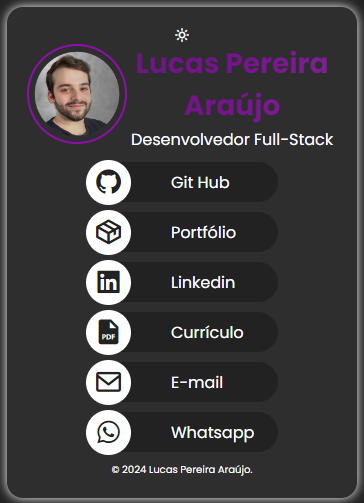 Lucas Pereira
Araújo
Desenvolvedor Full-Stack
Git Hub
Portfólio
Linkedin
PDF
Currículo
E-mail
Whatsapp
© 2024 Lucas Pereira Araújo.